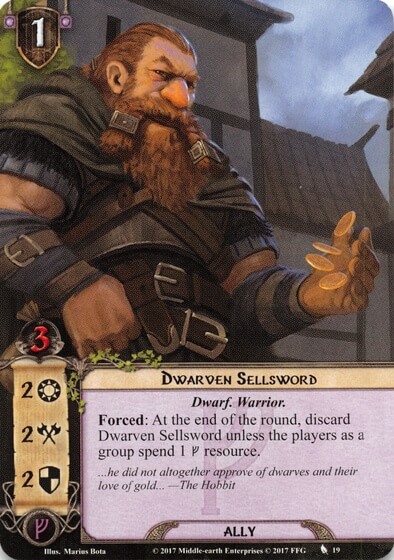 1
3
2
2
2
DWARVEN SELLSWORD
Dwarf. Warrior.
Forced: At the end of the round, discard
Dwarven Sellsword unless the players as a
group spend 1 ᚠ resource.
...he did not altogether approve of dwarves and their
love of gold... —The Hobbit
ALLY
Illus. Marius Bota © 2017 Middle-earth Enterprises © 2017 FFG 19